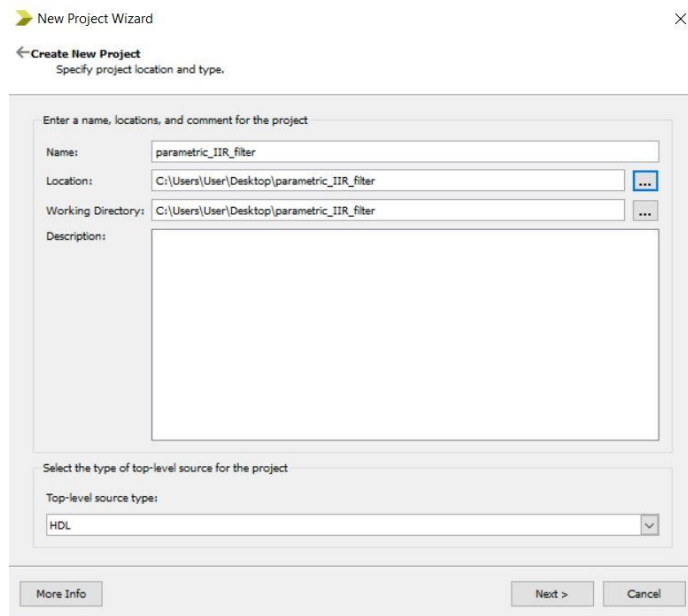 New Project Wizard
Create New Project
Specify project location and type.
Enter a name, locations, and comment for the project
Name: parametric_IIR_filter
Location: C:\Users\User\Desktop\parametric_IIR_filter ...
Working Directory: C:\Users\User\Desktop\parametric_IIR_filter ...
Description:
Select the type of top-level source for the project
Top-level source type:
HDL
More Info Next > Cancel